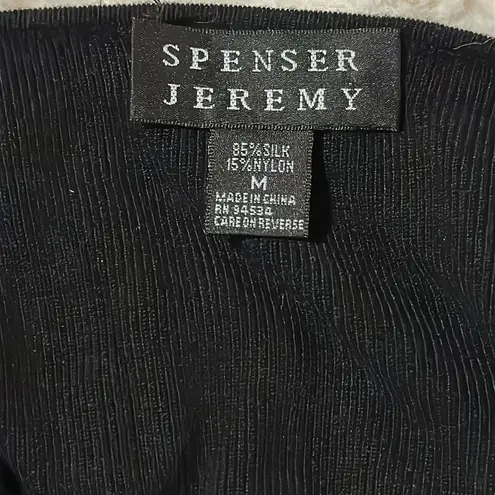 SPENSER
JEREMY
85%SILK
15%NYLON
M
MADE IN CHINA
RN 94534
CARE ON REVERSE